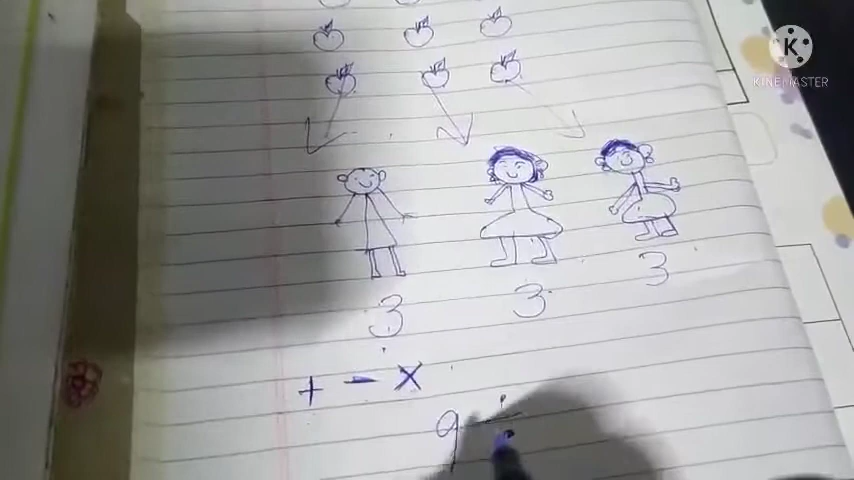 K
KINEMASTER
3 3 3
+ - ×
9 ÷